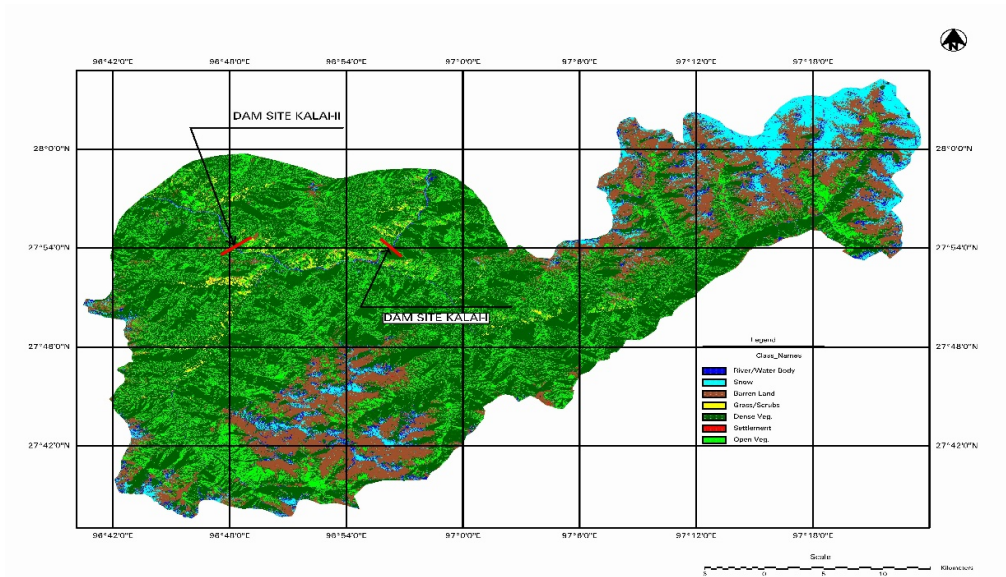 N
96°42'0"E 96°48'0"E 96°54'0"E 97°0'0"E 97°6'0"E 97°12'0"E 97°18'0"E
DAM SITE KALAHI I
28°0'0"N 28°0'0"N
27°54'0"N 27°54'0"N
DAM SITE KALAHI
27°48'0"N 27°48'0"N
Legend
Class_Names
River/Water Body
Snow
Barren Land
Grass/Scrubs
Dense Veg.
Settlement
Open Veg.
27°42'0"N 27°42'0"N
96°42'0"E 96°48'0"E 96°54'0"E 97°0'0"E 97°6'0"E 97°12'0"E 97°18'0"E
Scale
5 0 5 10 Kilometers